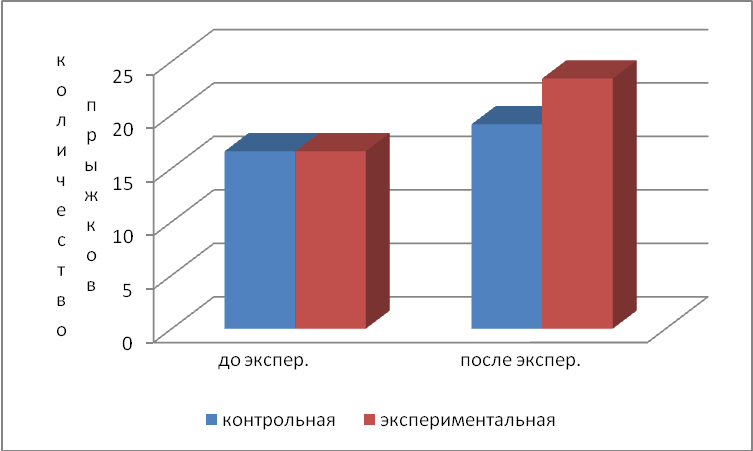 количество
прыжков
25
20
15
10
5
0
до экспер.
после экспер.
контрольная
экспериментальная